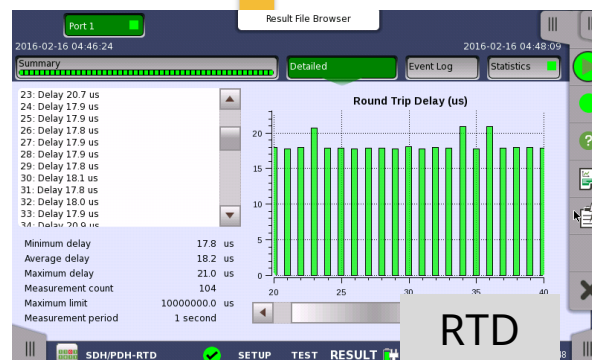 Result File Browser
Port 1
2016-02-16 04:46:24
2016-02-16 04:48:09
Summary
Detailed
Event Log
Statistics
23: Delay 20.7 us
24: Delay 17.9 us
25: Delay 17.9 us
26: Delay 17.8 us
27: Delay 17.9 us
28: Delay 17.9 us
29: Delay 17.8 us
30: Delay 18.1 us
31: Delay 17.8 us
32: Delay 18.0 us
33: Delay 17.9 us
34: Delay 20.9 us
Round Trip Delay (us)
20
15
10
5
0
20
25
30
35
40
Minimum delay 17.8 us
Average delay 18.2 us
Maximum delay 21.0 us
Measurement count 104
Maximum limit 10000000.0 us
Measurement period 1 second
RTD
SDH/PDH-RTD
SETUP
TEST
RESULT